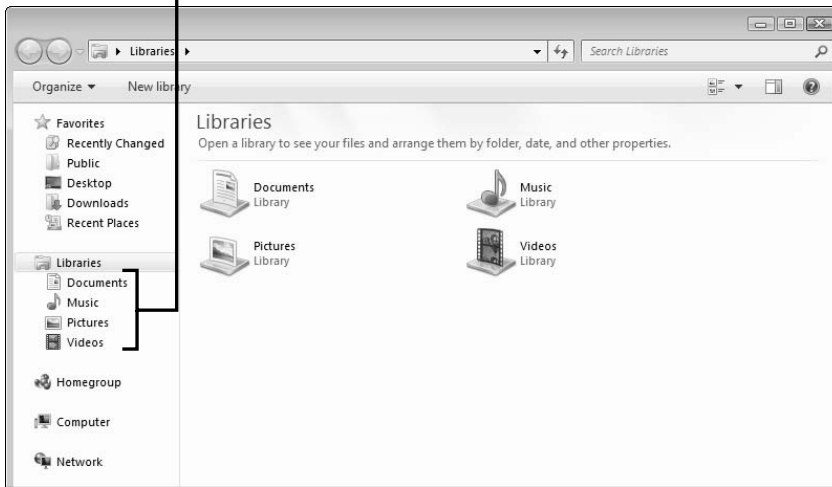 Libraries
Search Libraries
Organize
New library
Favorites
Recently Changed
Public
Desktop
Downloads
Recent Places
Libraries
Documents
Music
Pictures
Videos
Homegroup
Computer
Network
Libraries
Open a library to see your files and arrange them by folder, date, and other properties.
Documents
Library
Music
Library
Pictures
Library
Videos
Library